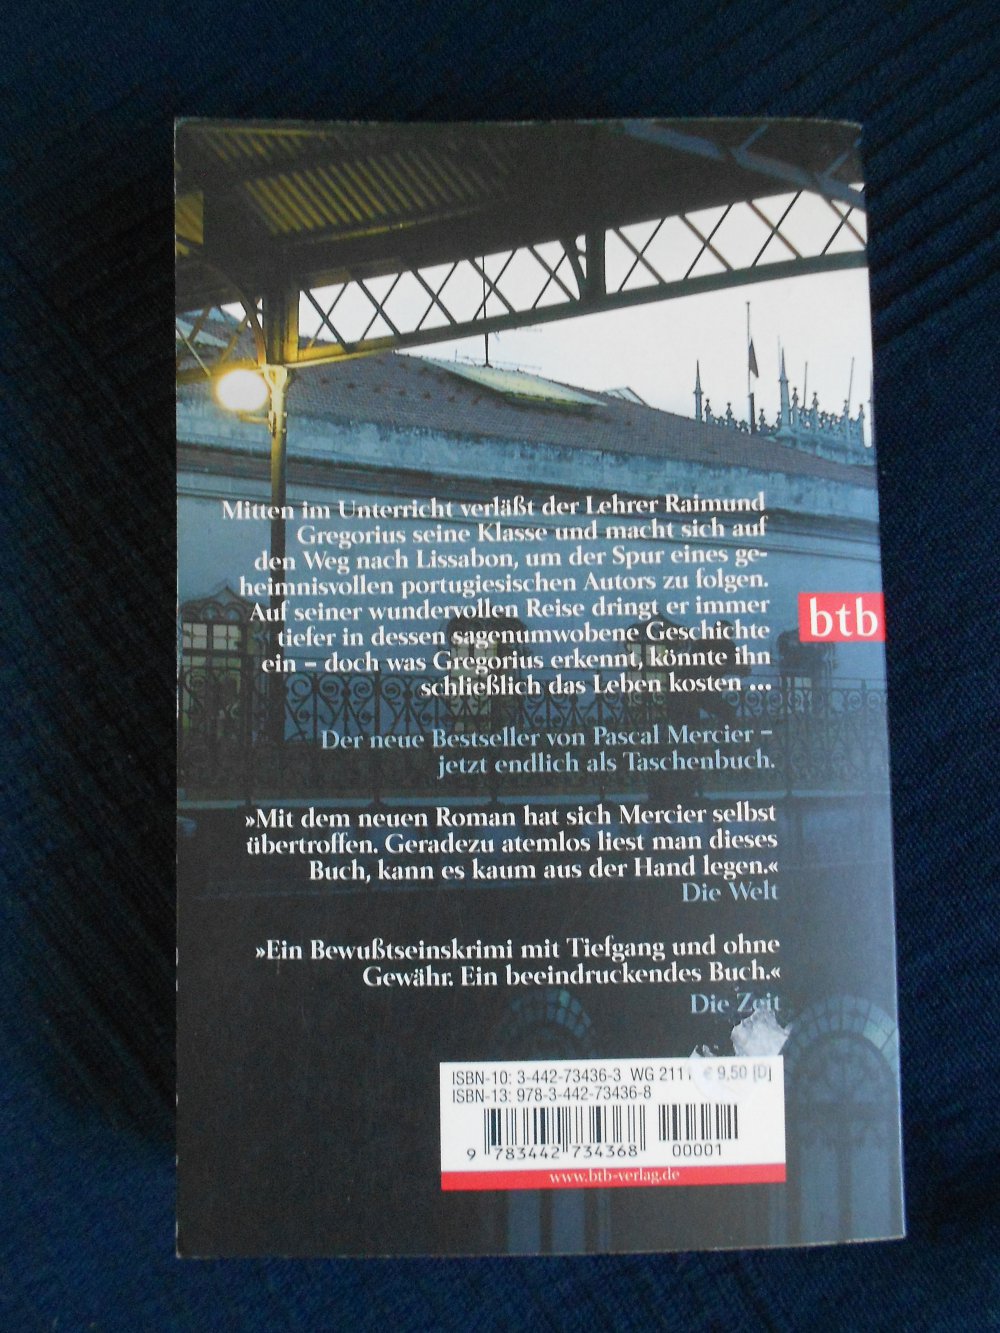 Mitten im Unterricht verläßt der Lehrer Raimund
Gregorius seine Klasse und macht sich auf
den Weg nach Lissabon, um der Spur eines ge-
heimnisvollen portugiesischen Autors zu folgen.
Auf seiner wundervollen Reise dringt er immer
tiefer in dessen sagenumwobene Geschichte
ein – doch was Gregorius erkennt, könnte ihn
schließlich das Leben kosten ...
btb
Der neue Bestseller von Pascal Mercier –
jetzt endlich als Taschenbuch.
»Mit dem neuen Roman hat sich Mercier selbst
übertroffen. Geradezu atemlos liest man dieses
Buch, kann es kaum aus der Hand legen.«
Die Welt
»Ein Bewußtseinskrimi mit Tiefgang und ohne
Gewähr. Ein beeindruckendes Buch.«
Die Zeit
ISBN-10: 3-442-73436-3 WG 2111 € 9,50 [D]
ISBN-13: 978-3-442-73436-8
9 783442 734368 00001
www.btb-verlag.de